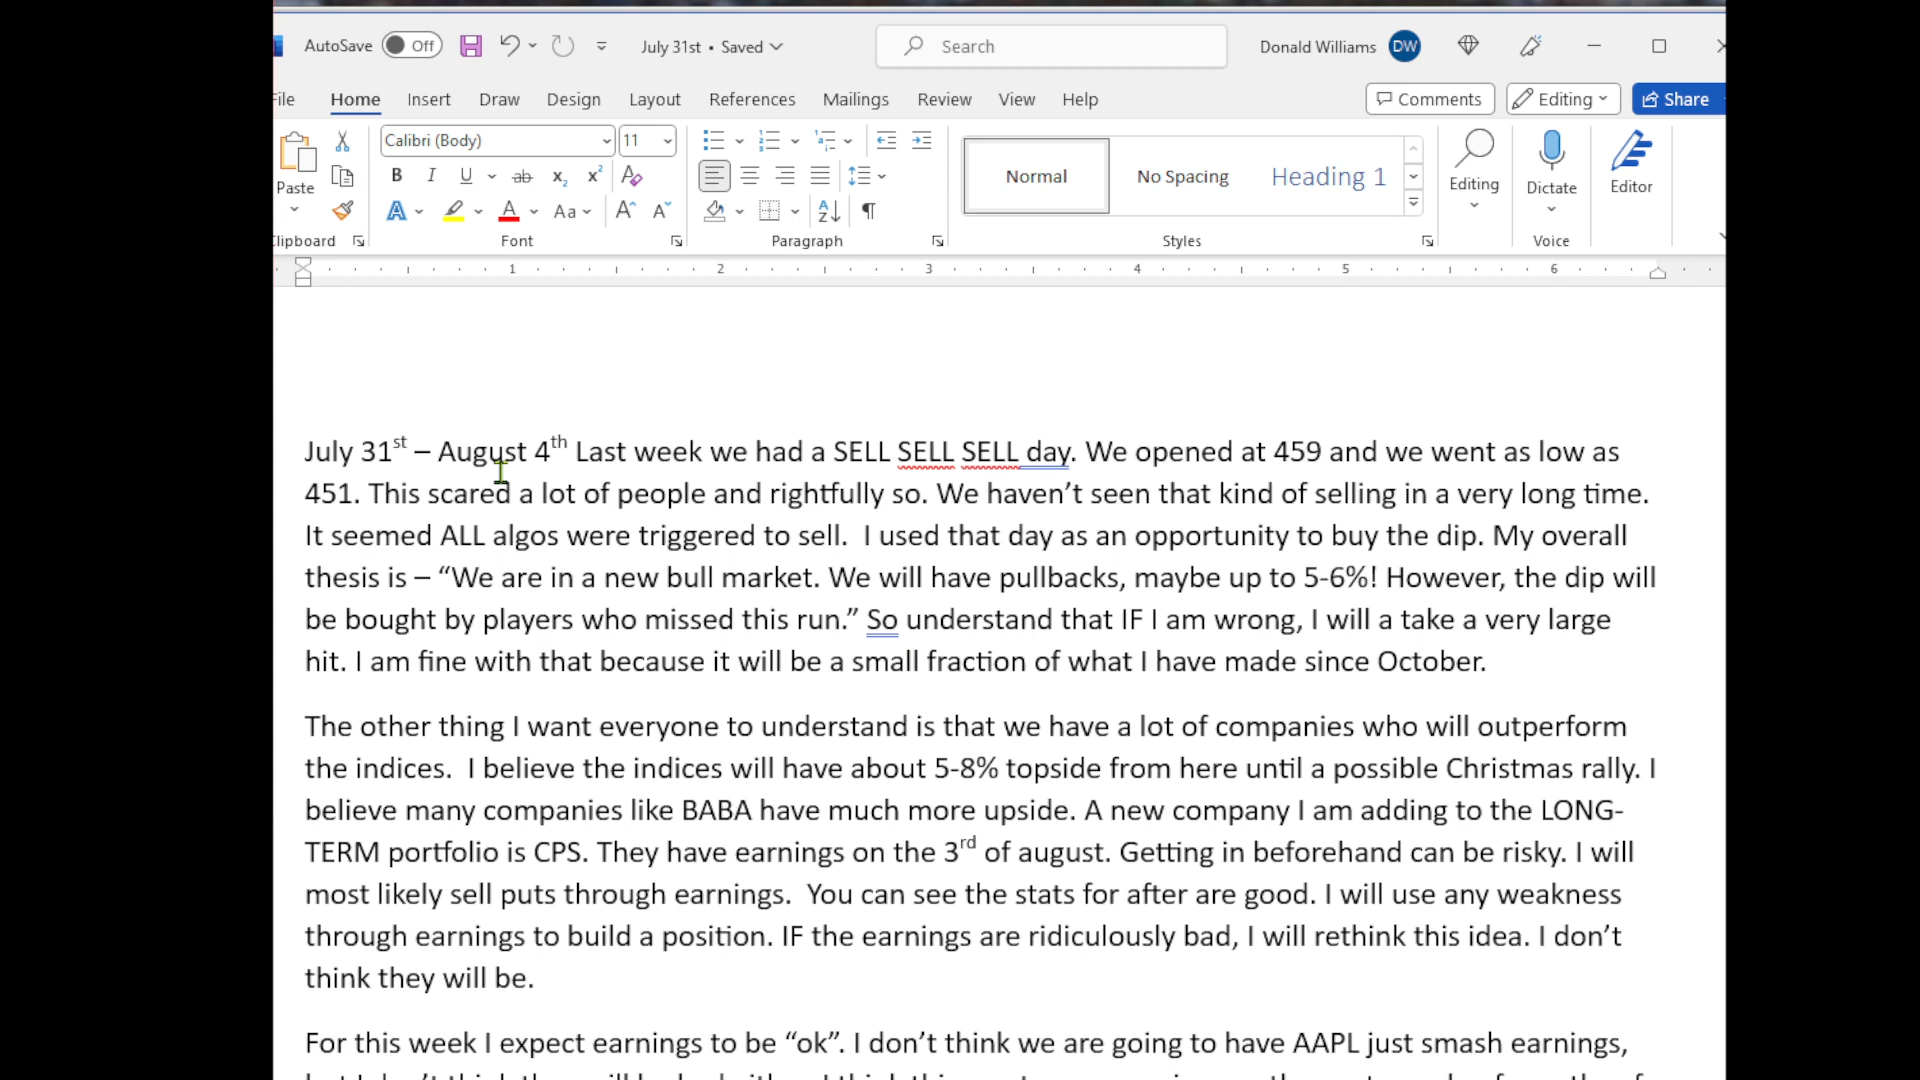 AutoSave Off July 31st • Saved Search Donald Williams DW
File Home Insert Draw Design Layout References Mailings Review View Help Comments Editing Share
Calibri (Body) 11
Paste Normal No Spacing Heading 1 Editing Dictate Editor
Clipboard Font Paragraph Styles Voice
1 2 3 4 5 6
July 31st – August 4th Last week we had a SELL SELL SELL day. We opened at 459 and we went as low as
451. This scared a lot of people and rightfully so. We haven’t seen that kind of selling in a very long time.
It seemed ALL algos were triggered to sell.  I used that day as an opportunity to buy the dip. My overall
thesis is – “We are in a new bull market. We will have pullbacks, maybe up to 5-6%! However, the dip will
be bought by players who missed this run.” So understand that IF I am wrong, I will a take a very large
hit. I am fine with that because it will be a small fraction of what I have made since October.
The other thing I want everyone to understand is that we have a lot of companies who will outperform
the indices.  I believe the indices will have about 5-8% topside from here until a possible Christmas rally. I
believe many companies like BABA have much more upside. A new company I am adding to the LONG-
TERM portfolio is CPS. They have earnings on the 3rd of august. Getting in beforehand can be risky. I will
most likely sell puts through earnings.  You can see the stats for after are good. I will use any weakness
through earnings to build a position. IF the earnings are ridiculously bad, I will rethink this idea. I don’t
think they will be.
For this week I expect earnings to be “ok”. I don’t think we are going to have AAPL just smash earnings,